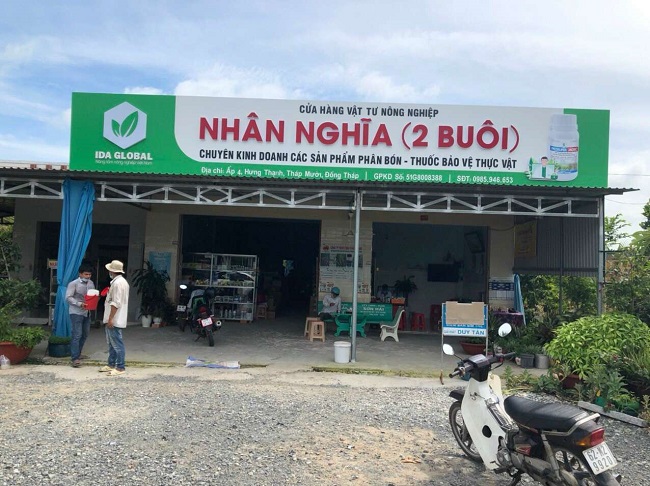 CỬA HÀNG VẬT TƯ NÔNG NGHIỆP
NHÂN NGHĨA (2 BUÔI)
CHUYÊN KINH DOANH CÁC SẢN PHẨM PHÂN BÓN - THUỐC BẢO VỆ THỰC VẬT
Địa chỉ: Ấp 4, Hưng Thạnh, Tháp Mười, Đồng Tháp | GPKD Số: 51G8008388 | SĐT: 0985.946.653
IDA GLOBAL
DUY TÂN